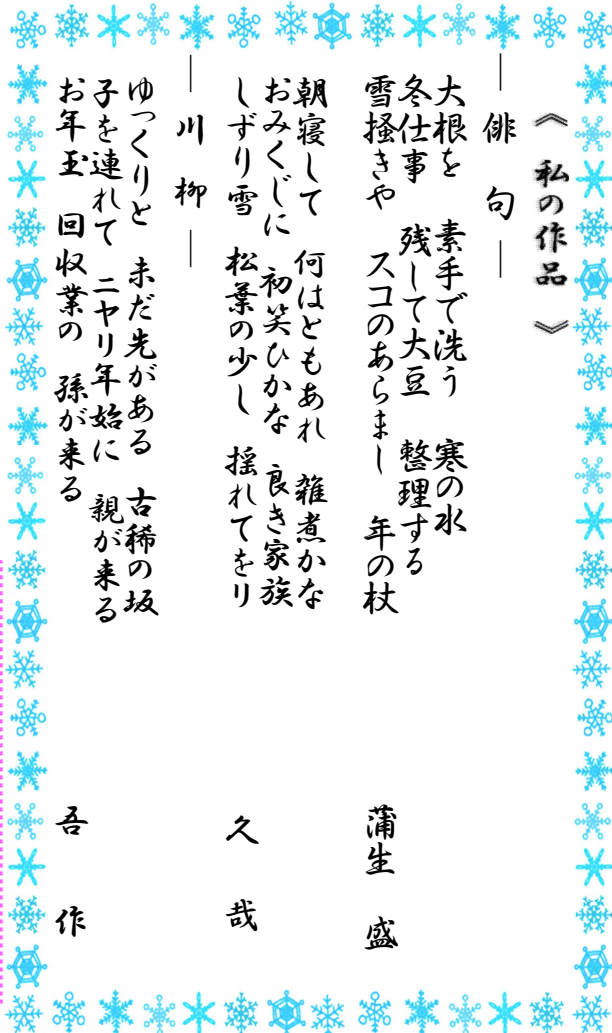 《 私の作品 》
― 俳 句 ―
大根を 素手で洗う 寒の水
冬仕事 残して大豆 整理する
雪掻きや スコのあらまし 年の杖
蒲生 盛
朝寝して 何はともあれ 雑煮かな
おみくじに 初笑ひかな 良き家族
しずり雪 松葉の少し 揺れてをり
久 哉
― 川 柳 ―
ゆっくりと 未だ先がある 古稀の坂
子を連れて ニヤリ年始に 親が来る
お年玉 回収業の 孫が来る
吾 作